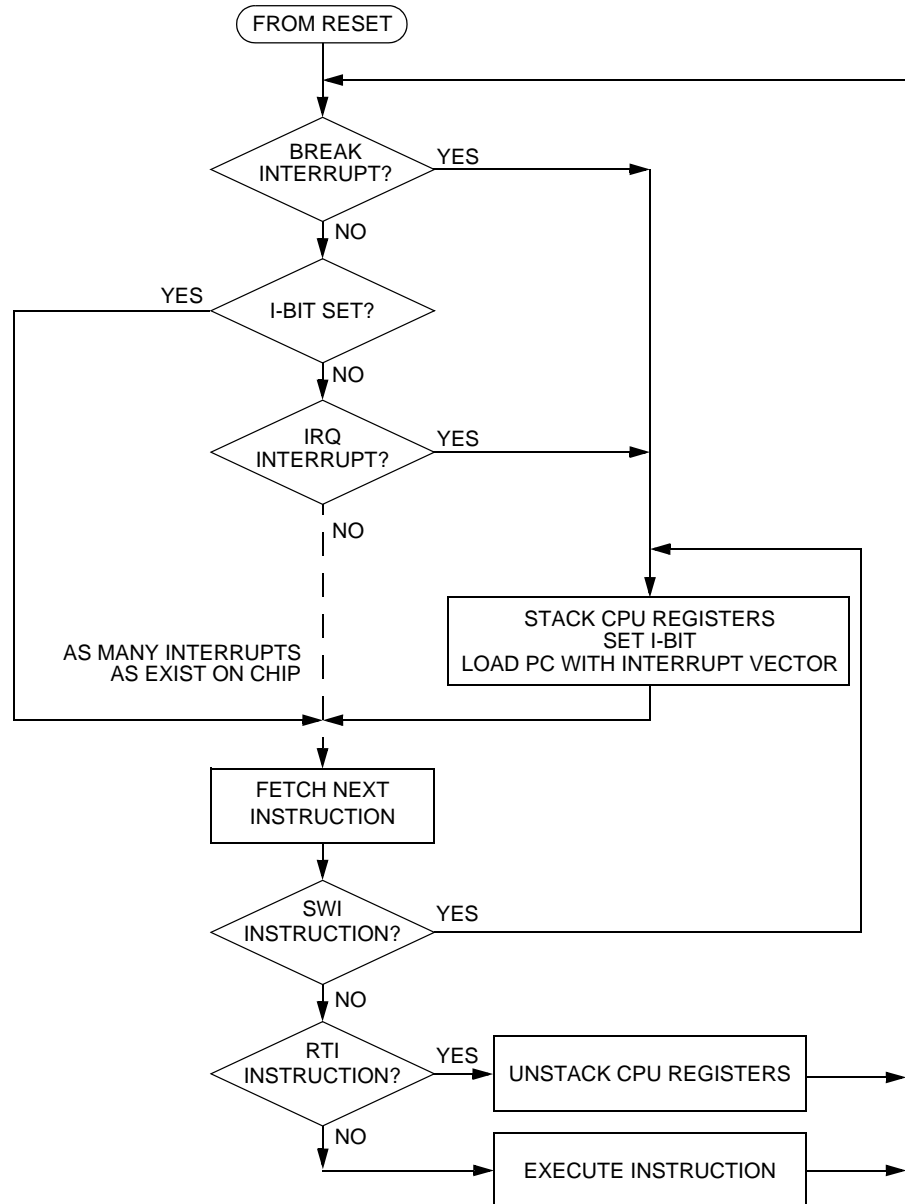 FROM RESET
BREAK
INTERRUPT?
YES
NO
YES
I-BIT SET?
NO
IRQ
INTERRUPT?
YES
NO
STACK CPU REGISTERS
SET I-BIT
LOAD PC WITH INTERRUPT VECTOR
AS MANY INTERRUPTS
AS EXIST ON CHIP
FETCH NEXT
INSTRUCTION
SWI
INSTRUCTION?
YES
NO
RTI
INSTRUCTION?
YES
UNSTACK CPU REGISTERS
NO
EXECUTE INSTRUCTION